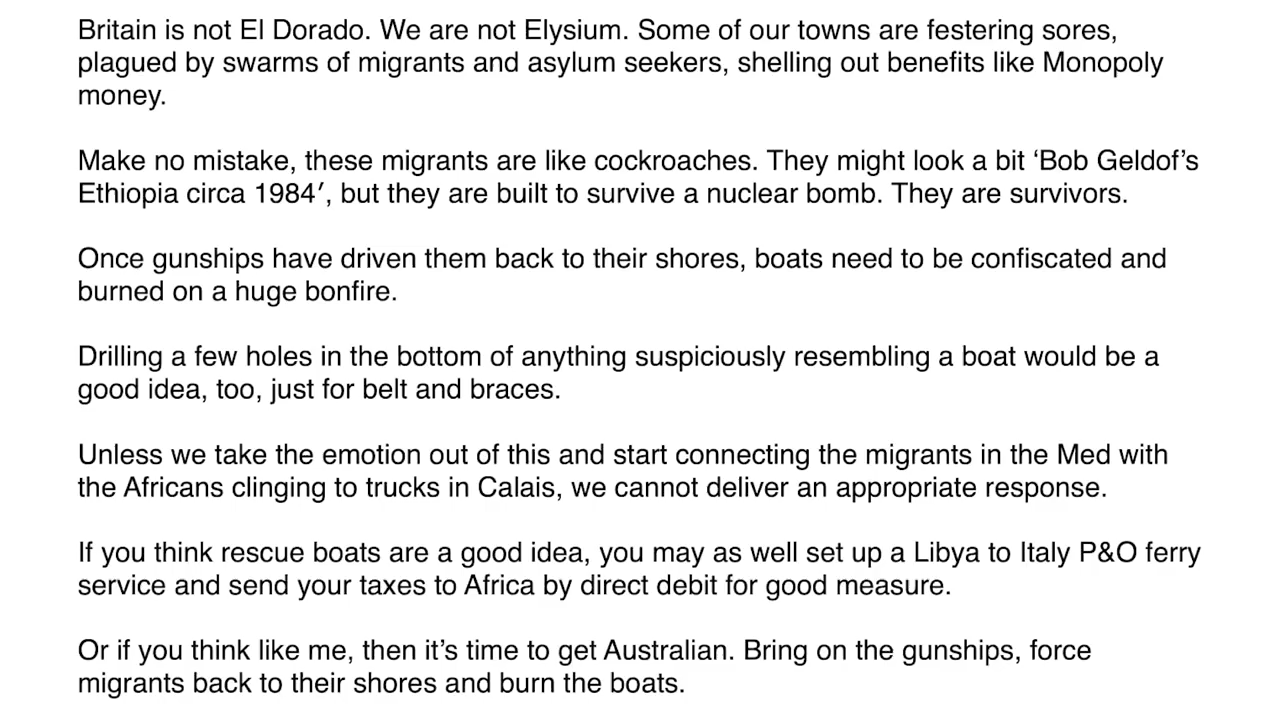 Britain is not El Dorado. We are not Elysium. Some of our towns are festering sores,
plagued by swarms of migrants and asylum seekers, shelling out benefits like Monopoly
money.
Make no mistake, these migrants are like cockroaches. They might look a bit ‘Bob Geldof’s
Ethiopia circa 1984′, but they are built to survive a nuclear bomb. They are survivors.
Once gunships have driven them back to their shores, boats need to be confiscated and
burned on a huge bonfire.
Drilling a few holes in the bottom of anything suspiciously resembling a boat would be a
good idea, too, just for belt and braces.
Unless we take the emotion out of this and start connecting the migrants in the Med with
the Africans clinging to trucks in Calais, we cannot deliver an appropriate response.
If you think rescue boats are a good idea, you may as well set up a Libya to Italy P&O ferry
service and send your taxes to Africa by direct debit for good measure.
Or if you think like me, then it’s time to get Australian. Bring on the gunships, force
migrants back to their shores and burn the boats.